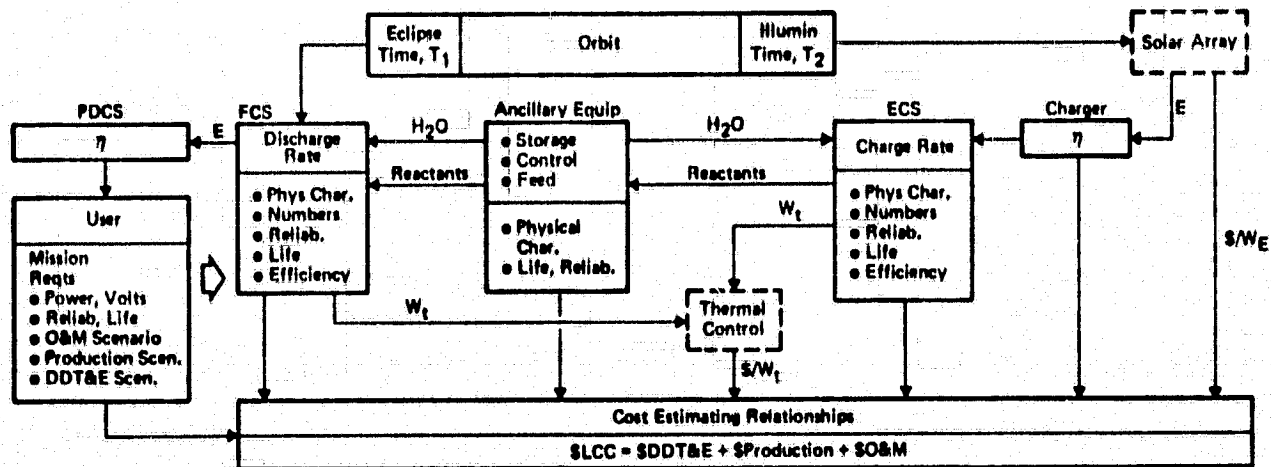 Eclipse
Time, T1
Orbit
Illumin
Time, T2
Solar Array
PDCS
η
E
FCS
Discharge
Rate
● Phys Char.
● Numbers
● Reliab.
● Life
● Efficiency
H2O
Reactants
Ancillary Equip
● Storage
● Control
● Feed
● Physical
Char.
● Life, Reliab.
H2O
Reactants
ECS
Charge Rate
● Phys Char.
● Numbers
● Reliab.
● Life
● Efficiency
Charger
η
E
$/WE
User
Mission
Reqts
● Power, Volts
● Reliab, Life
● O&M Scenario
● Production Scen.
● DDT&E Scen.
Wt
Wt
Thermal
Control
$/Wt
Cost Estimating Relationships
$LCC = $DDT&E + $Production + $O&M